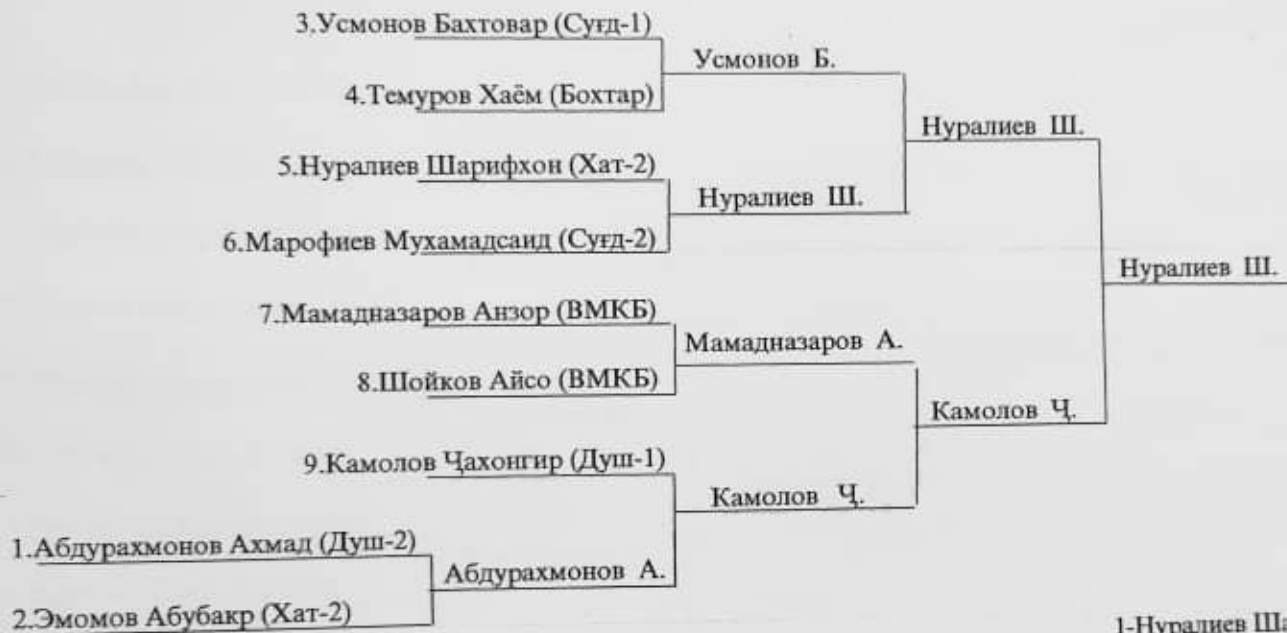 3.Усмонов Бахтовар (Суғд-1)
Усмонов Б.
4.Темуров Хаём (Бохтар)
Нуралиев Ш.
5.Нуралиев Шарифхон (Хат-2)
Нуралиев Ш.
6.Марофиев Мухамадсаид (Суғд-2)
Нуралиев Ш.
7.Мамадназаров Анзор (ВМКБ)
Мамадназаров А.
8.Шойков Айсо (ВМКБ)
Камолов Ҷ.
9.Камолов Ҷахонгир (Душ-1)
Камолов Ҷ.
1.Абдурахмонов Ахмад (Душ-2)
Абдурахмонов А.
2.Эмомов Абубакр (Хат-2)
1-Нуралиев